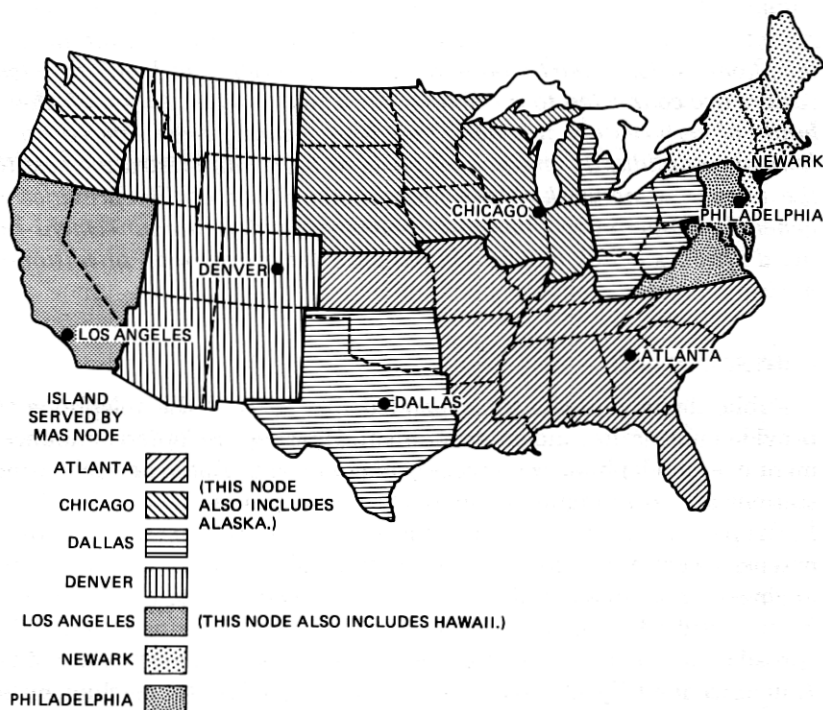 NEWARK
CHICAGO
PHILADELPHIA
DENVER
LOS ANGELES
ATLANTA
DALLAS
ISLAND
SERVED BY
MAS NODE
ATLANTA
CHICAGO
(THIS NODE
ALSO INCLUDES
ALASKA.)
DALLAS
DENVER
LOS ANGELES (THIS NODE ALSO INCLUDES HAWAII.)
NEWARK
PHILADELPHIA